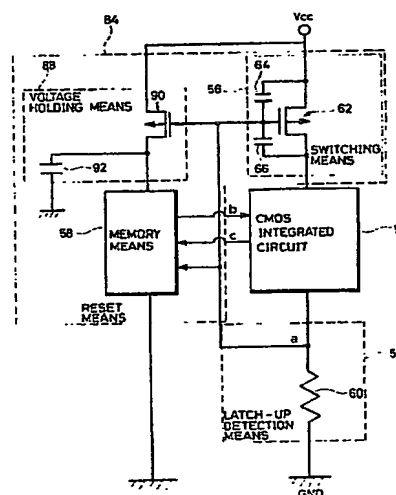 84
Vcc
88
64
56
VOLTAGE HOLDING MEANS
90
62
92
66
SWITCHING MEANS
58
MEMORY MEANS
b
c
CMOS INTEGRATED CIRCUIT
RESET MEANS
a
5
60
LATCH-UP DETECTION MEANS
GND